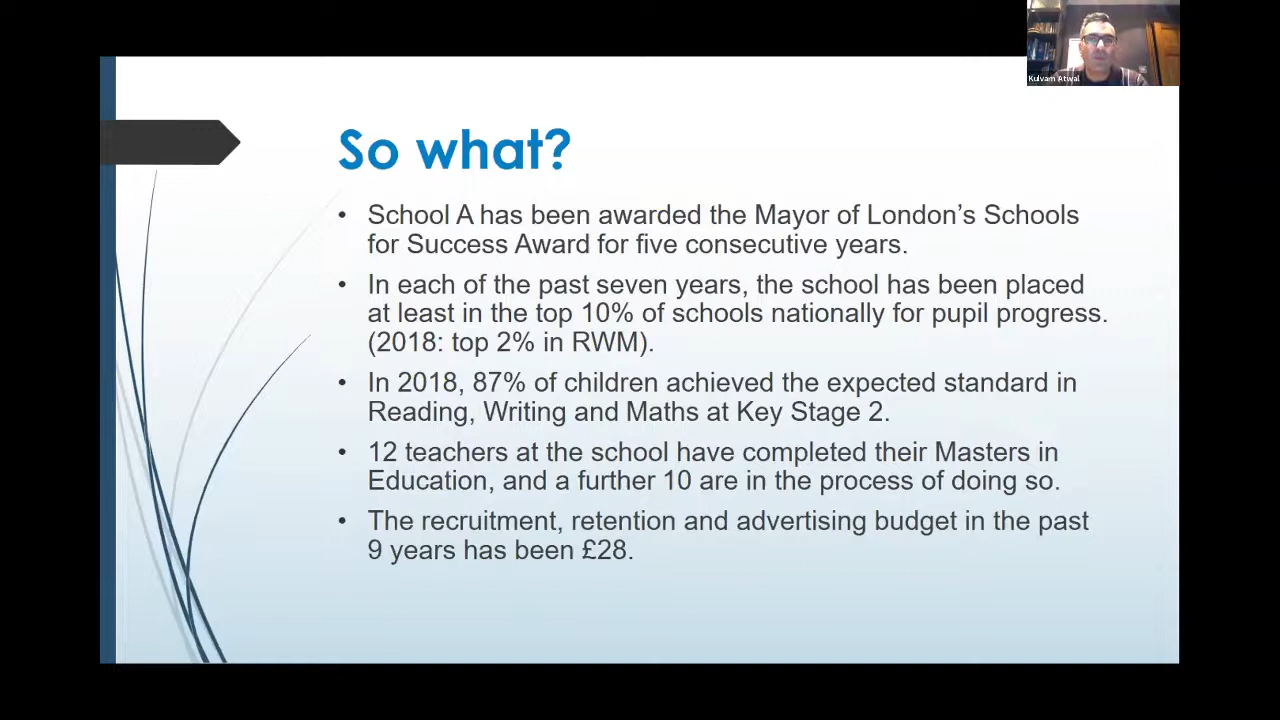 Kulvarn Atwal
So what?
• School A has been awarded the Mayor of London’s Schools
for Success Award for five consecutive years.
• In each of the past seven years, the school has been placed
at least in the top 10% of schools nationally for pupil progress.
(2018: top 2% in RWM).
• In 2018, 87% of children achieved the expected standard in
Reading, Writing and Maths at Key Stage 2.
• 12 teachers at the school have completed their Masters in
Education, and a further 10 are in the process of doing so.
• The recruitment, retention and advertising budget in the past
9 years has been £28.